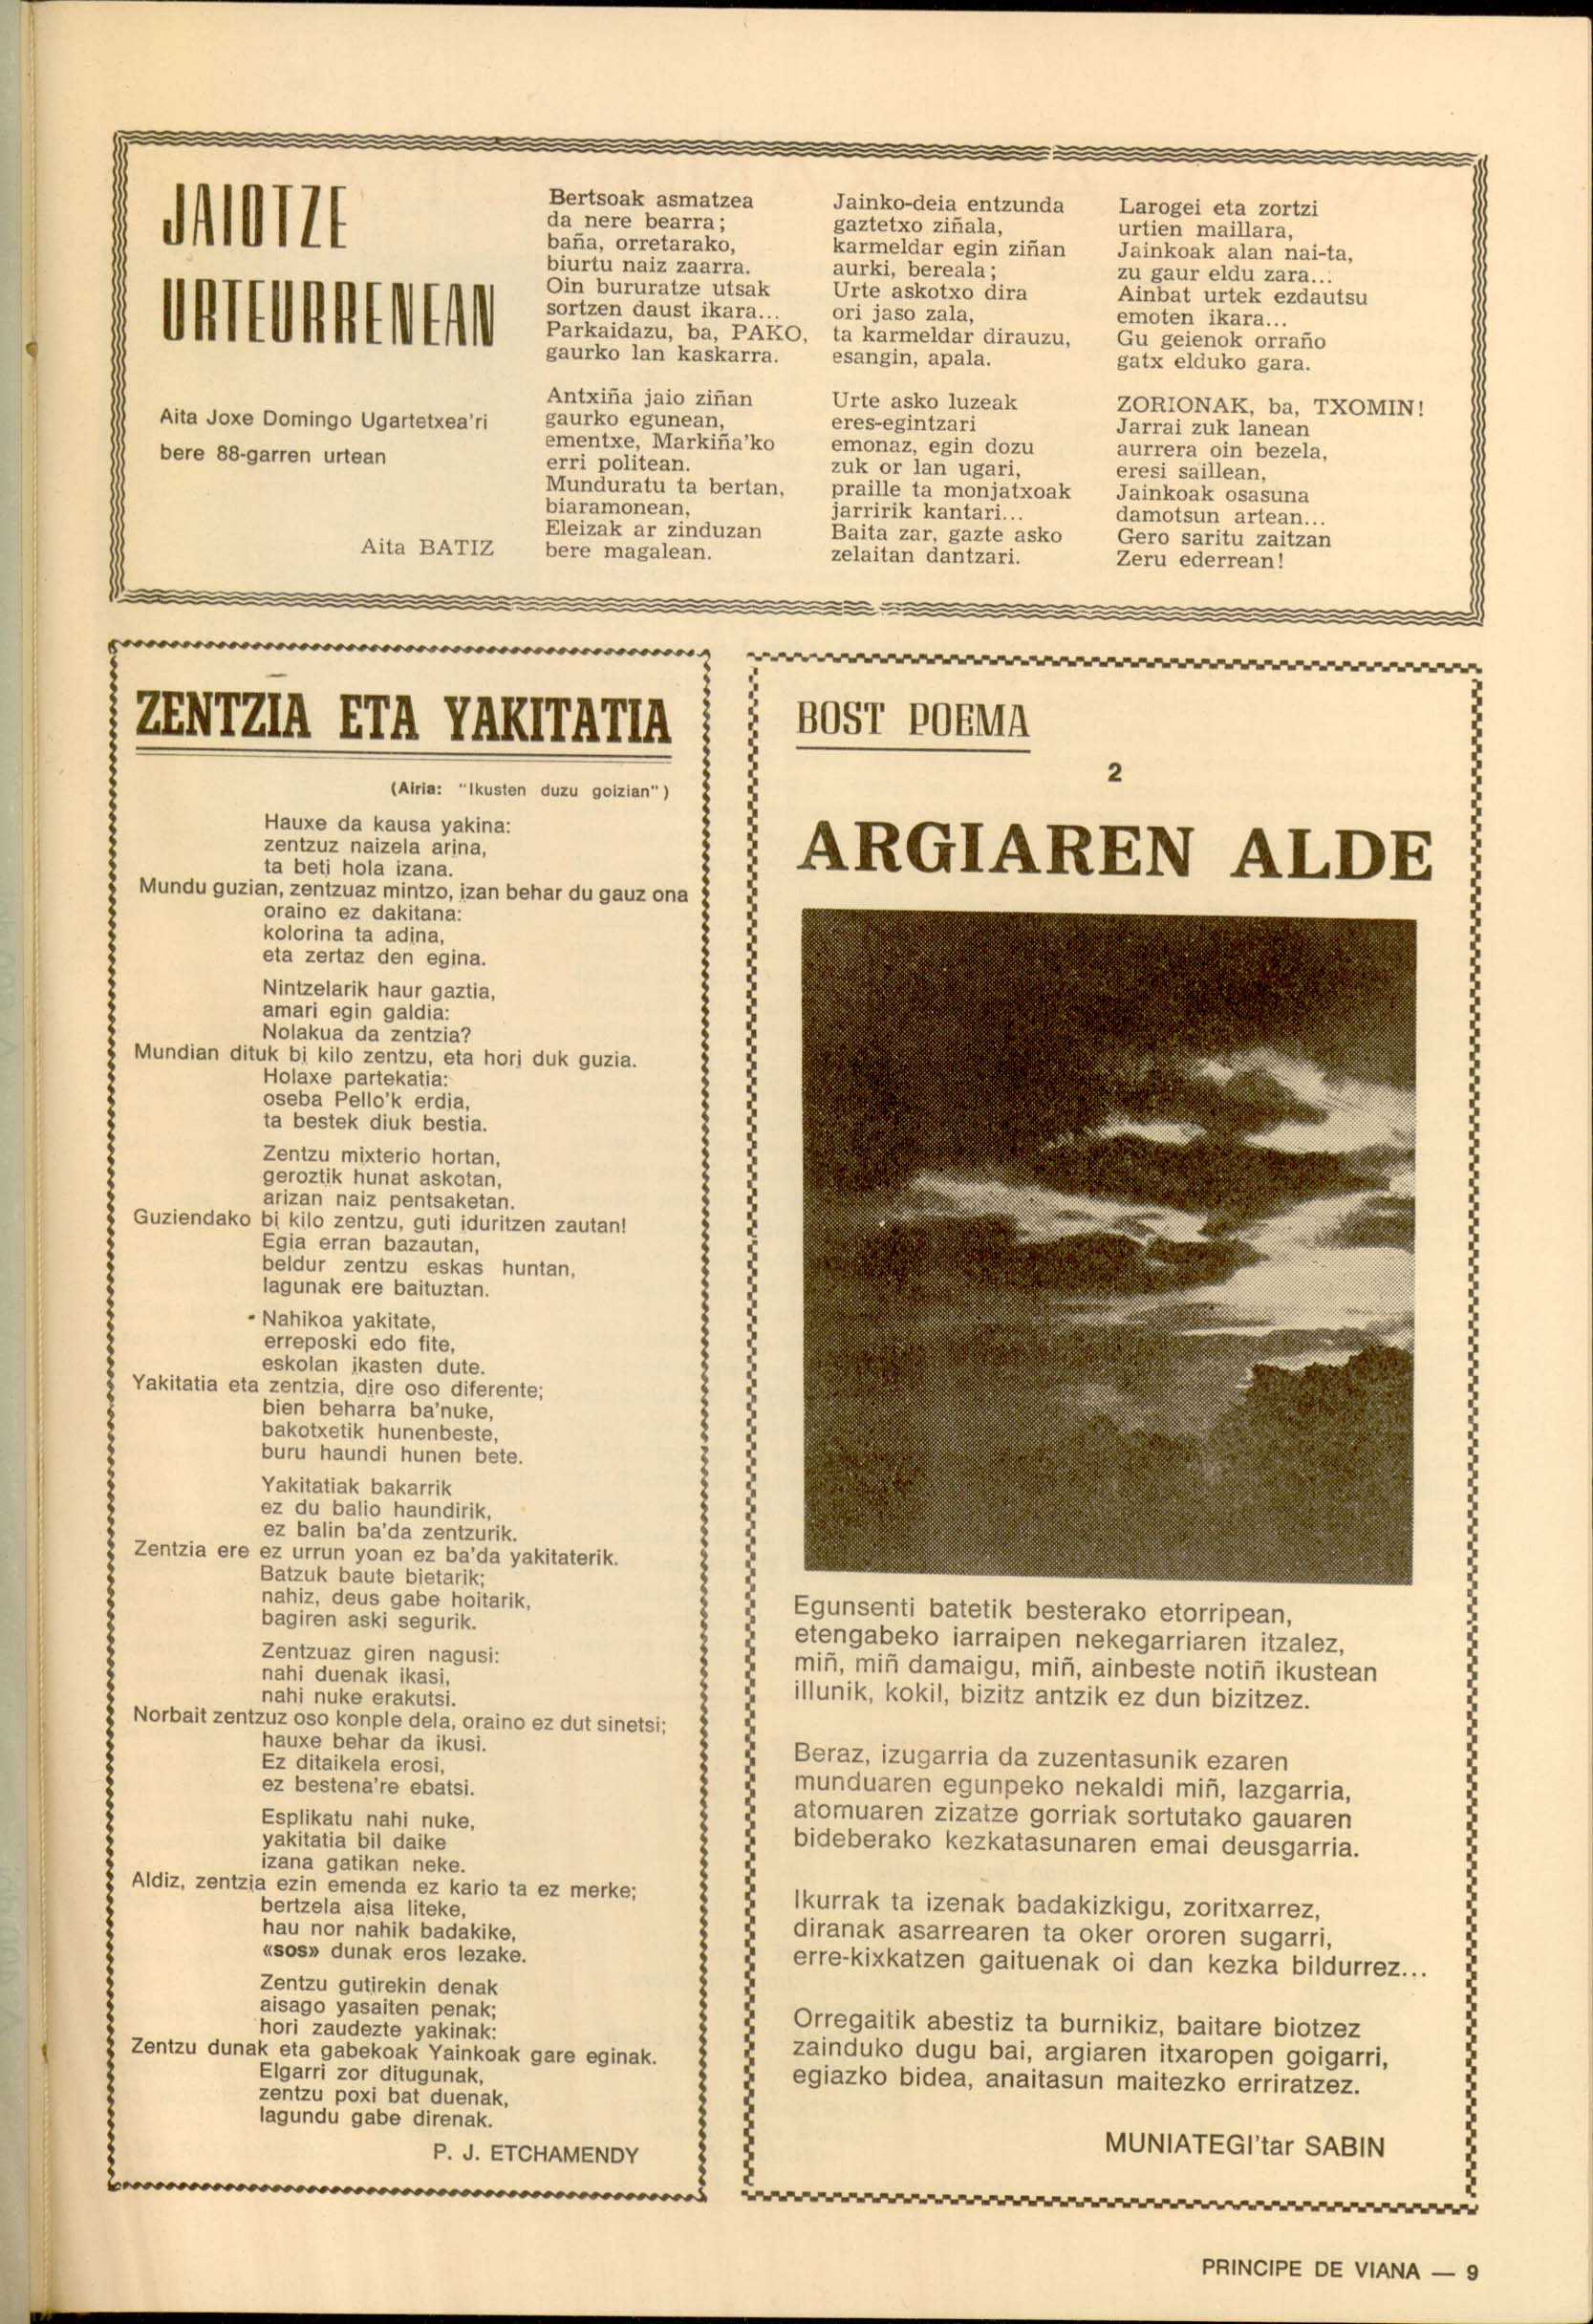 JAIOTZE
URTEURRENEAN
Aita Joxe Domingo Ugartetxea'ri
bere 88-garren urtean
Aita BATIZ
Bertsoak asmatzea
da nere bearra;
baña, orretarako,
biurtu naiz zaarra.
Oin bururatze utsak
sortzen daust ikara...
Parkaidazu, ba, PAKO,
gaurko lan kaskarra.
Antxiña jaio ziñan
gaurko egunean,
ementxe, Markiña'ko
erri politean.
Munduratu ta bertan,
biaramonean,
Eleizak ar zinduzan
bere magalean.
Jainko-deia entzunda
gaztetxo ziñala,
karmeldar egin ziñan
aurki, bereala;
Urte askotxo dira
ori jaso zala,
ta karmeldar dirauzu,
esangin, apala.
Urte asko luzeak
eres-egintzari
emonaz, egin dozu
zuk or lan ugari,
praille ta monjatxoak
jarririk kantari...
Baita zar, gazte asko
zelaitan dantzari.
Larogei eta zortzi
urtien maillara,
Jainkoak alan nai-ta,
zu gaur eldu zara...
Ainbat urtek ezdautsu
emoten ikara...
Gu geienok orraño
gatx elduko gara.
ZORIONAK, ba, TXOMIN!
Jarrai zuk lanean
aurrera oin bezela,
eresi saillean,
Jainkoak osasuna
damotsun artean...
Gero saritu zaitzan
Zeru ederrean!
ZENTZIA ETA YAKITATIA
(Airia: "Ikusten duzu goizian")
Hauxe da kausa yakina:
zentzuz naizela arina,
ta beti hola izana.
Mundu guzian, zentzuaz mintzo, izan behar du gauz ona
oraino ez dakitana:
kolorina ta adina,
eta zertaz den egina.
Nintzelarik haur gaztia,
amari egin galdia:
Nolakua da zentzia?
Mundian dituk bi kilo zentzu, eta hori duk guzia.
Holaxe partekatia:
oseba Pello'k erdia,
ta bestek diuk bestia.
Zentzu mixterio hortan,
geroztik hunat askotan,
arizan naiz pentsaketan.
Guziendako bi kilo zentzu, guti iduritzen zautan!
Egia erran bazautan,
beldur zentzu eskas huntan,
lagunak ere baituztan.
Nahikoa yakitate,
erreposki edo fite,
eskolan ikasten dute.
Yakitatia eta zentzia, dire oso diferente;
bien beharra ba'nuke,
bakotxetik hunenbeste,
buru haundi hunen bete.
Yakitatiak bakarrik
ez du balio haundirik,
ez balin ba'da zentzurik.
Zentzia ere ez urrun yoan ez ba'da yakitaterik.
Batzuk baute bietarik;
nahiz, deus gabe hoitarik,
bagiren aski segurik.
Zentzuaz giren nagusi:
nahi duenak ikasi,
nahi nuke erakutsi.
Norbait zentzuz oso konple dela, oraino ez dut sinetsi;
hauxe behar da ikusi.
Ez ditaikela erosi,
ez bestena're ebatsi.
Esplikatu nahi nuke,
yakitatia bil daike
izana gatikan neke.
Aldiz, zentzia ezin emenda ez kario ta ez merke;
bertzela aisa liteke,
hau nor nahik badakike,
«sos» dunak eros lezake.
Zentzu gutirekin denak
aisago yasaiten penak;
hori zaudezte yakinak:
Zentzu dunak eta gabekoak Yainkoak gare eginak.
Elgarri zor ditugunak,
zentzu poxi bat duenak,
lagundu gabe direnak.
P. J. ETCHAMENDY
BOST POEMA
2
ARGIAREN ALDE
Egunsenti batetik besterako etorripean,
etengabeko iarraipen nekegarriaren itzalez,
miñ, miñ damaigu, miñ, ainbeste notiñ ikustean
illunik, kokil, bizitz antzik ez dun bizitzez.
Beraz, izugarria da zuzentasunik ezaren
munduaren egunpeko nekaldi miñ, lazgarria,
atomuaren zizatze gorriak sortutako gauaren
bideberako kezkatasunaren emai deusgarria.
Ikurrak ta izenak badakizkigu, zoritxarrez,
diranak asarrearen ta oker ororen sugarri,
erre-kixkatzen gaituenak oi dan kezka bildurrez...
Orregaitik abestiz ta burnikiz, baitare biotzez
zainduko dugu bai, argiaren itxaropen goigarri,
egiazko bidea, anaitasun maitezko erriratzez.
MUNIATEGI'tar SABIN
PRINCIPE DE VIANA — 9